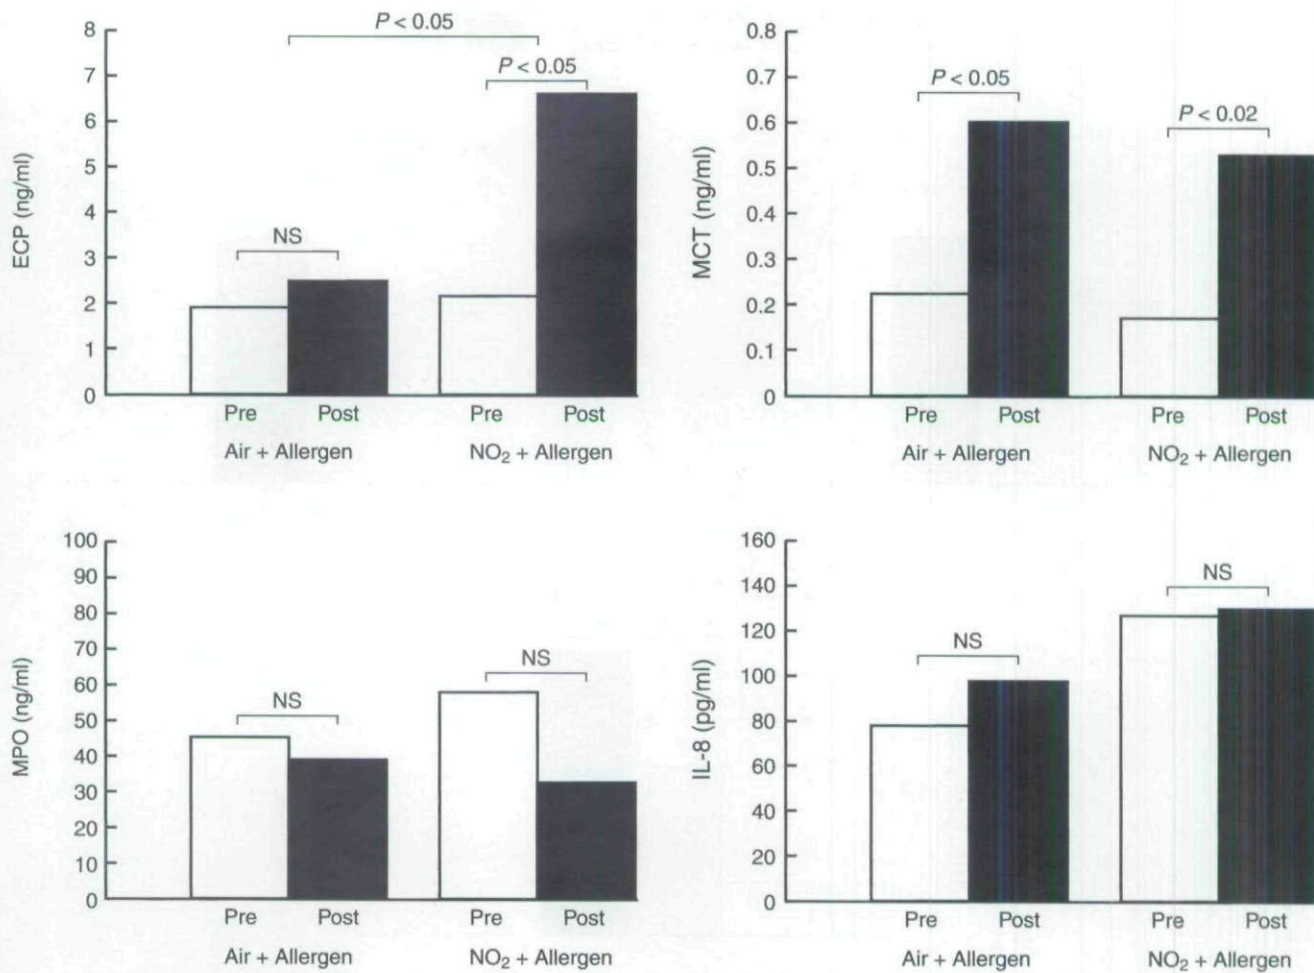 ECP (ng/ml)
8
7
6
5
4
3
2
1
0
P < 0.05
P < 0.05
NS
Pre
Post
Pre
Post
Air + Allergen
NO₂ + Allergen
MCT (ng/ml)
0.8
0.7
0.6
0.5
0.4
0.3
0.2
0.1
0
P < 0.05
P < 0.02
Pre
Post
Pre
Post
Air + Allergen
NO₂ + Allergen
MPO (ng/ml)
100
90
80
70
60
50
40
30
20
10
0
NS
NS
Pre
Post
Pre
Post
Air + Allergen
NO₂ + Allergen
IL-8 (pg/ml)
160
140
120
100
80
60
40
20
0
NS
NS
Pre
Post
Pre
Post
Air + Allergen
NO₂ + Allergen